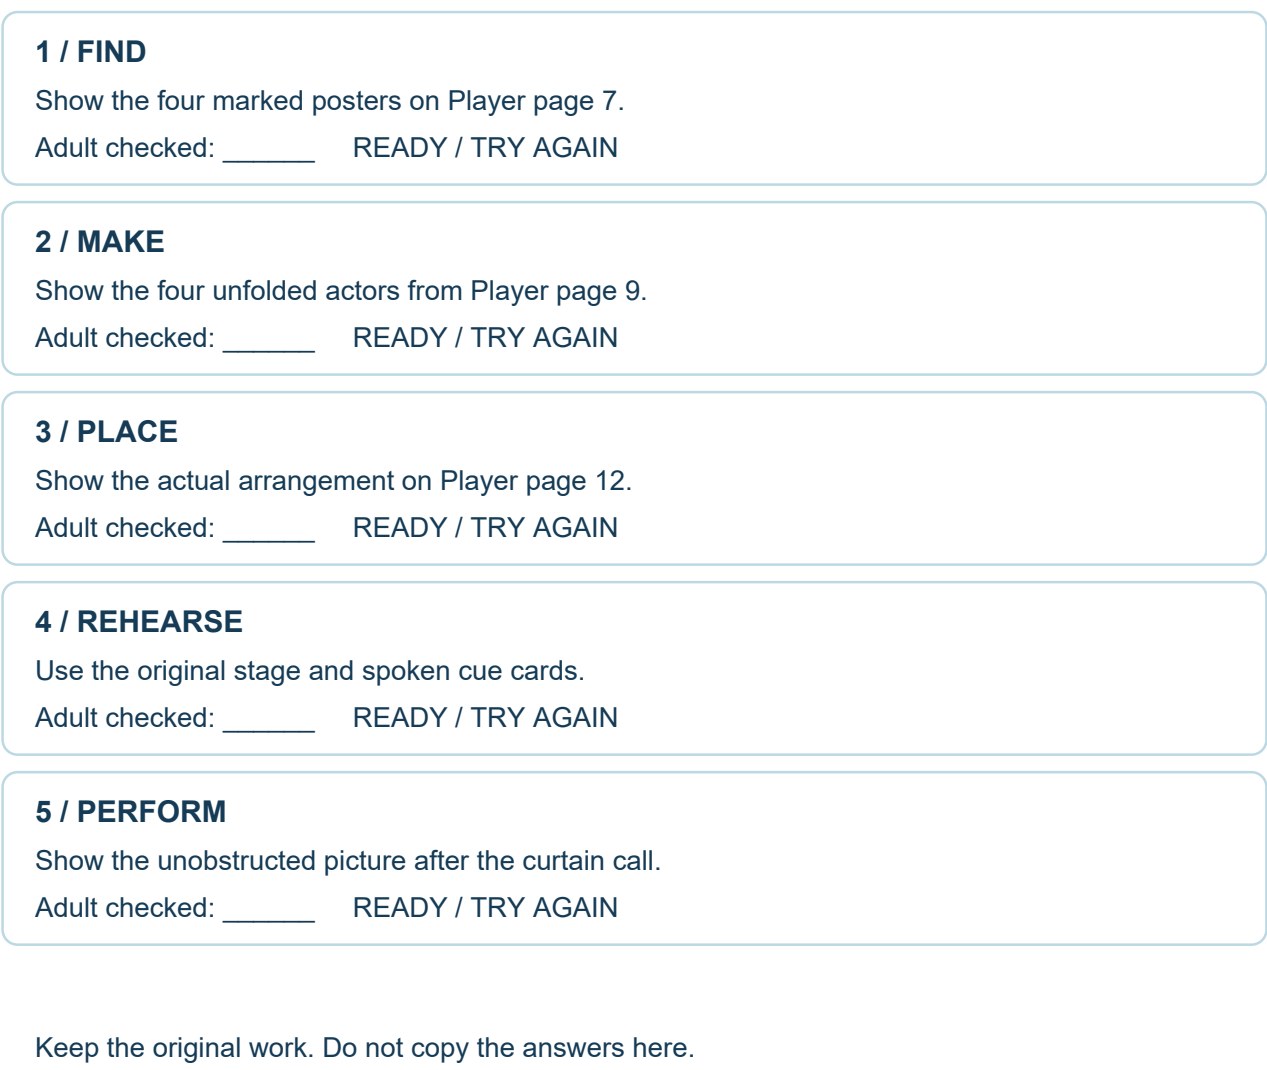 1 / FIND
Show the four marked posters on Player page 7.
Adult checked: ______ READY / TRY AGAIN
2 / MAKE
Show the four unfolded actors from Player page 9.
Adult checked: ______ READY / TRY AGAIN
3 / PLACE
Show the actual arrangement on Player page 12.
Adult checked: ______ READY / TRY AGAIN
4 / REHEARSE
Use the original stage and spoken cue cards.
Adult checked: ______ READY / TRY AGAIN
5 / PERFORM
Show the unobstructed picture after the curtain call.
Adult checked: ______ READY / TRY AGAIN
Keep the original work. Do not copy the answers here.